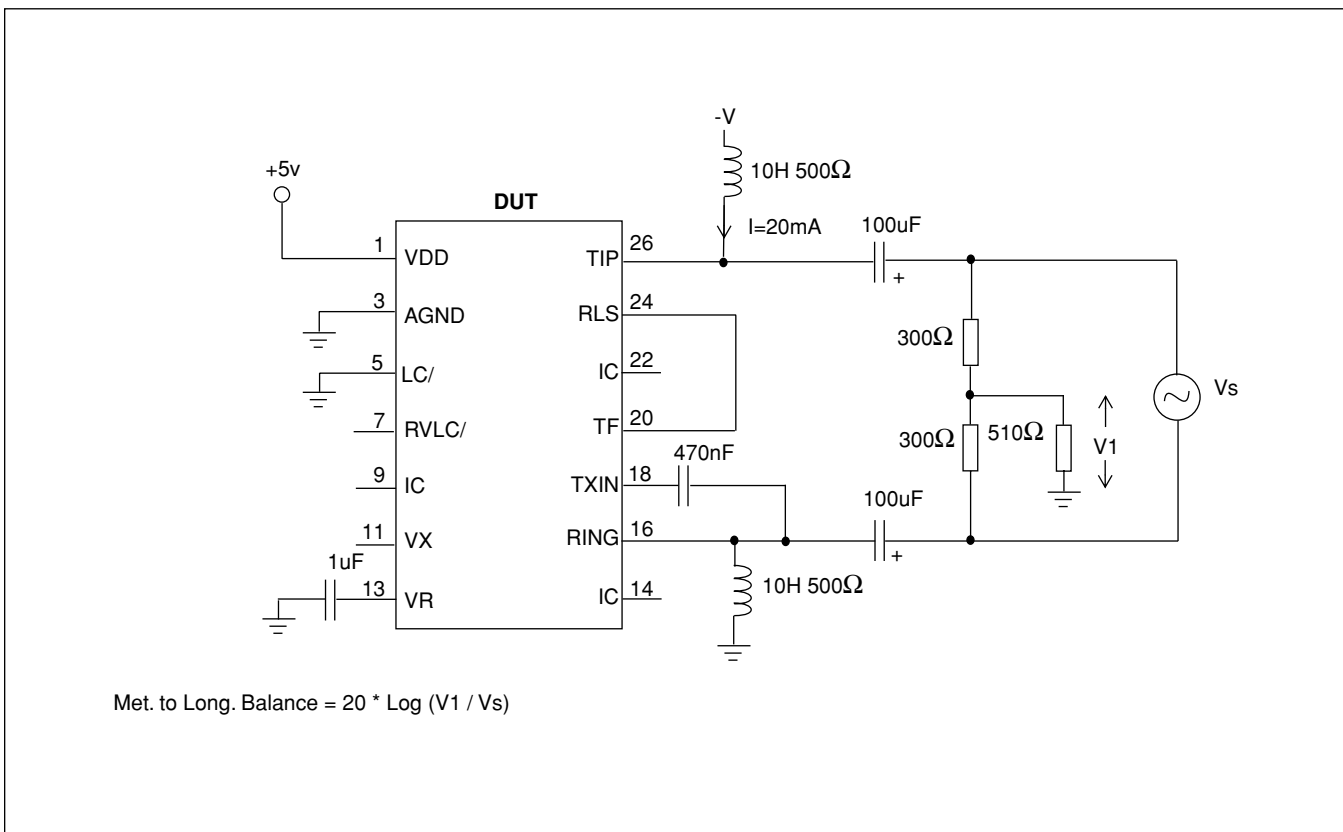 -V
10H 500Ω
+5v
DUT
I=20mA
100uF
1 VDD
TIP 26
+
3 AGND
RLS 24
300Ω
5 LC/
IC 22
Vs
7 RVLC/
TF 20
300Ω
510Ω
V1
470nF
9 IC
TXIN 18
100uF
11 VX
RING 16
+
1uF
10H 500Ω
13 VR
IC 14
Met. to Long. Balance = 20 * Log (V1 / Vs)